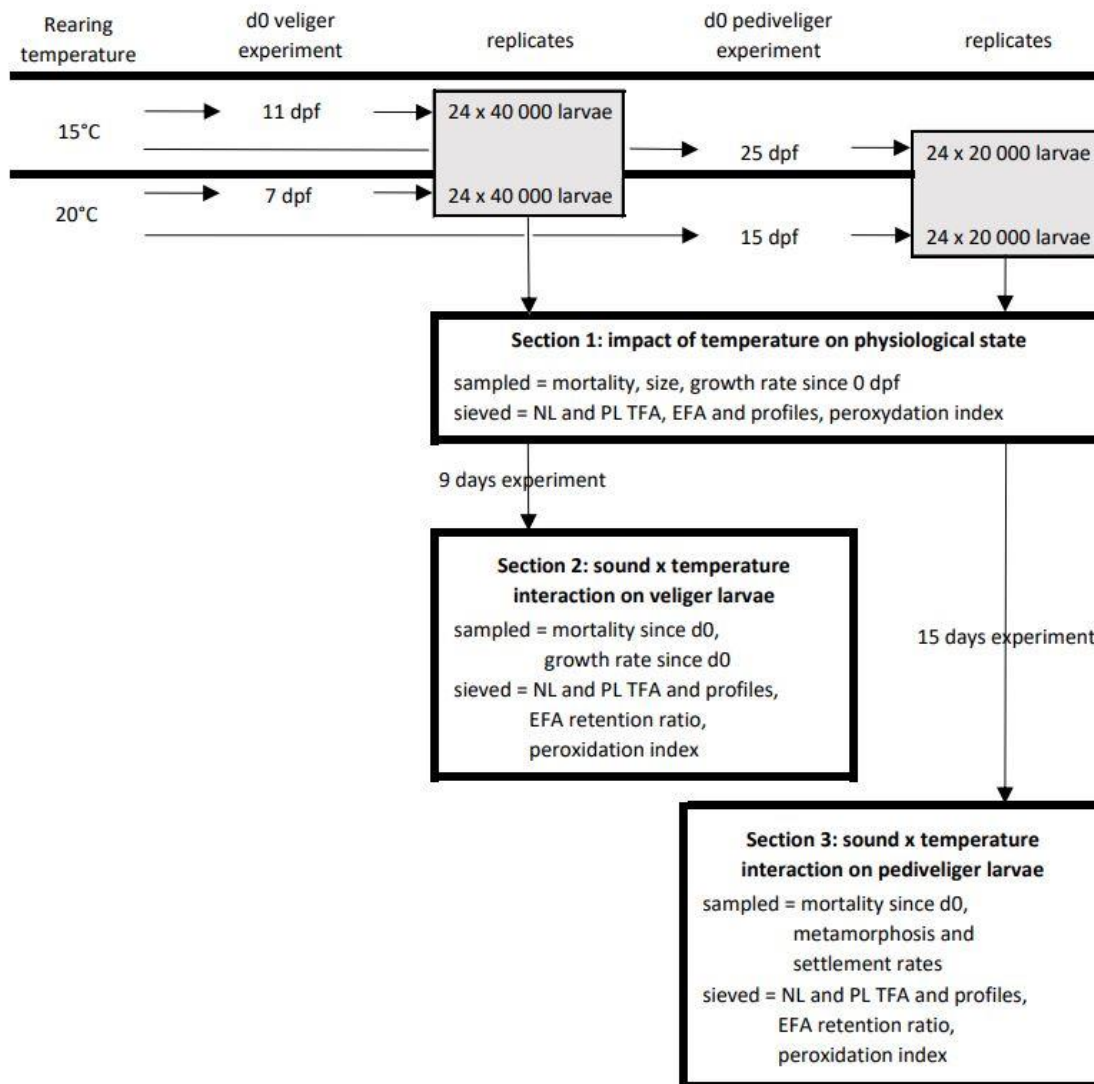 Rearing temperature
d0 veliger experiment
replicates
d0 pediveliger experiment
replicates
15°C
11 dpf
24 x 40 000 larvae
25 dpf
24 x 20 000 larvae
20°C
7 dpf
24 x 40 000 larvae
15 dpf
24 x 20 000 larvae
Section 1: impact of temperature on physiological state
sampled = mortality, size, growth rate since 0 dpf
sieved = NL and PL TFA, EFA and profiles, peroxydation index
9 days experiment
Section 2: sound x temperature
interaction on veliger larvae
sampled = mortality since d0,
growth rate since d0
sieved = NL and PL TFA and profiles,
EFA retention ratio,
peroxidation index
15 days experiment
Section 3: sound x temperature
interaction on pediveliger larvae
sampled = mortality since d0,
metamorphosis and
settlement rates
sieved = NL and PL TFA and profiles,
EFA retention ratio,
peroxidation index